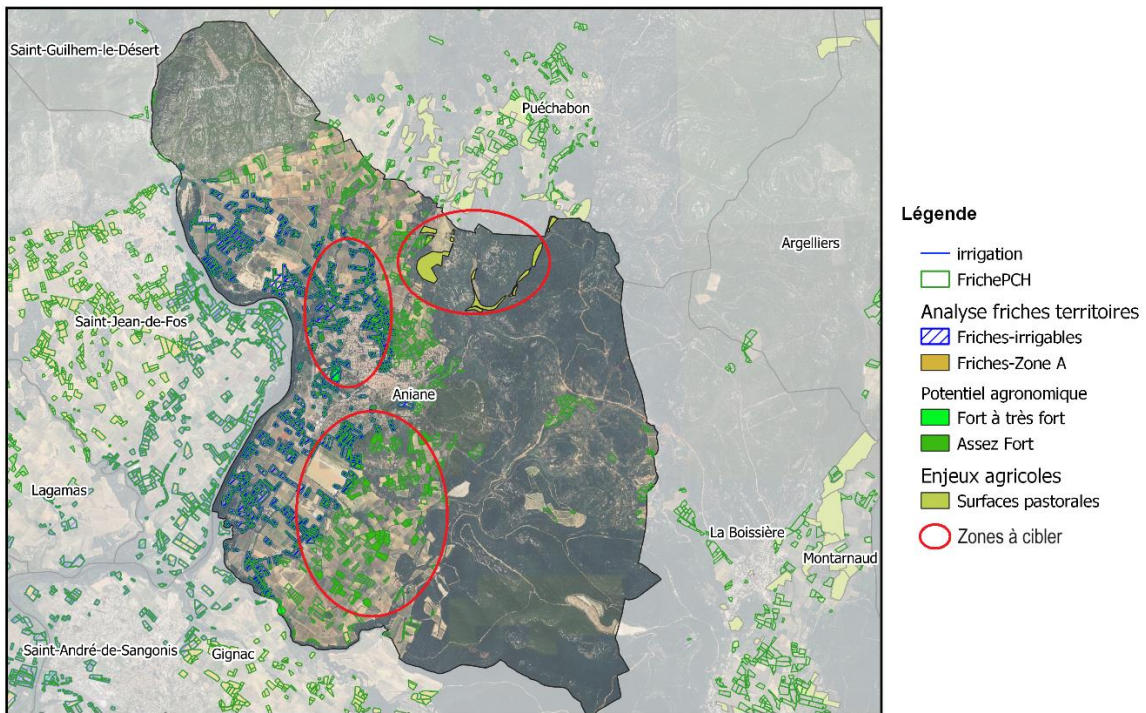 Saint-Guilhem-le-Désert
Puéchabon
Argelliers
Saint-Jean-de-Fos
Aniane
Lagamas
La Boissière
Montarnaud
Saint-André-de-Sangonis
Gignac
Légende
irrigation
FrichePCH
Analyse friches territoires
Friches-irrigables
Friches-Zone A
Potentiel agronomique
Fort à très fort
Assez Fort
Enjeux agricoles
Surfaces pastorales
Zones à cibler